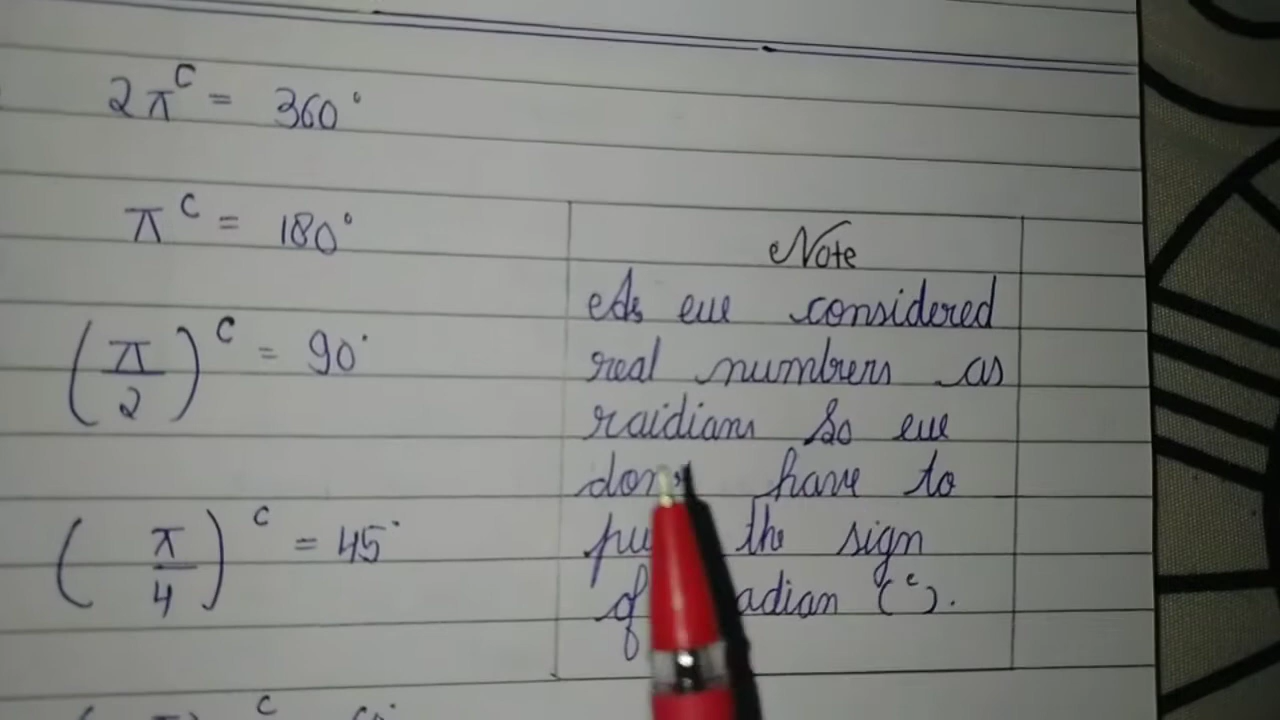 2π^c = 360°
π^c = 180°
(π/2)^c = 90°
(π/4)^c = 45°
Note
As we considered
real numbers as
raidians So we
have to
the sign
(^c).